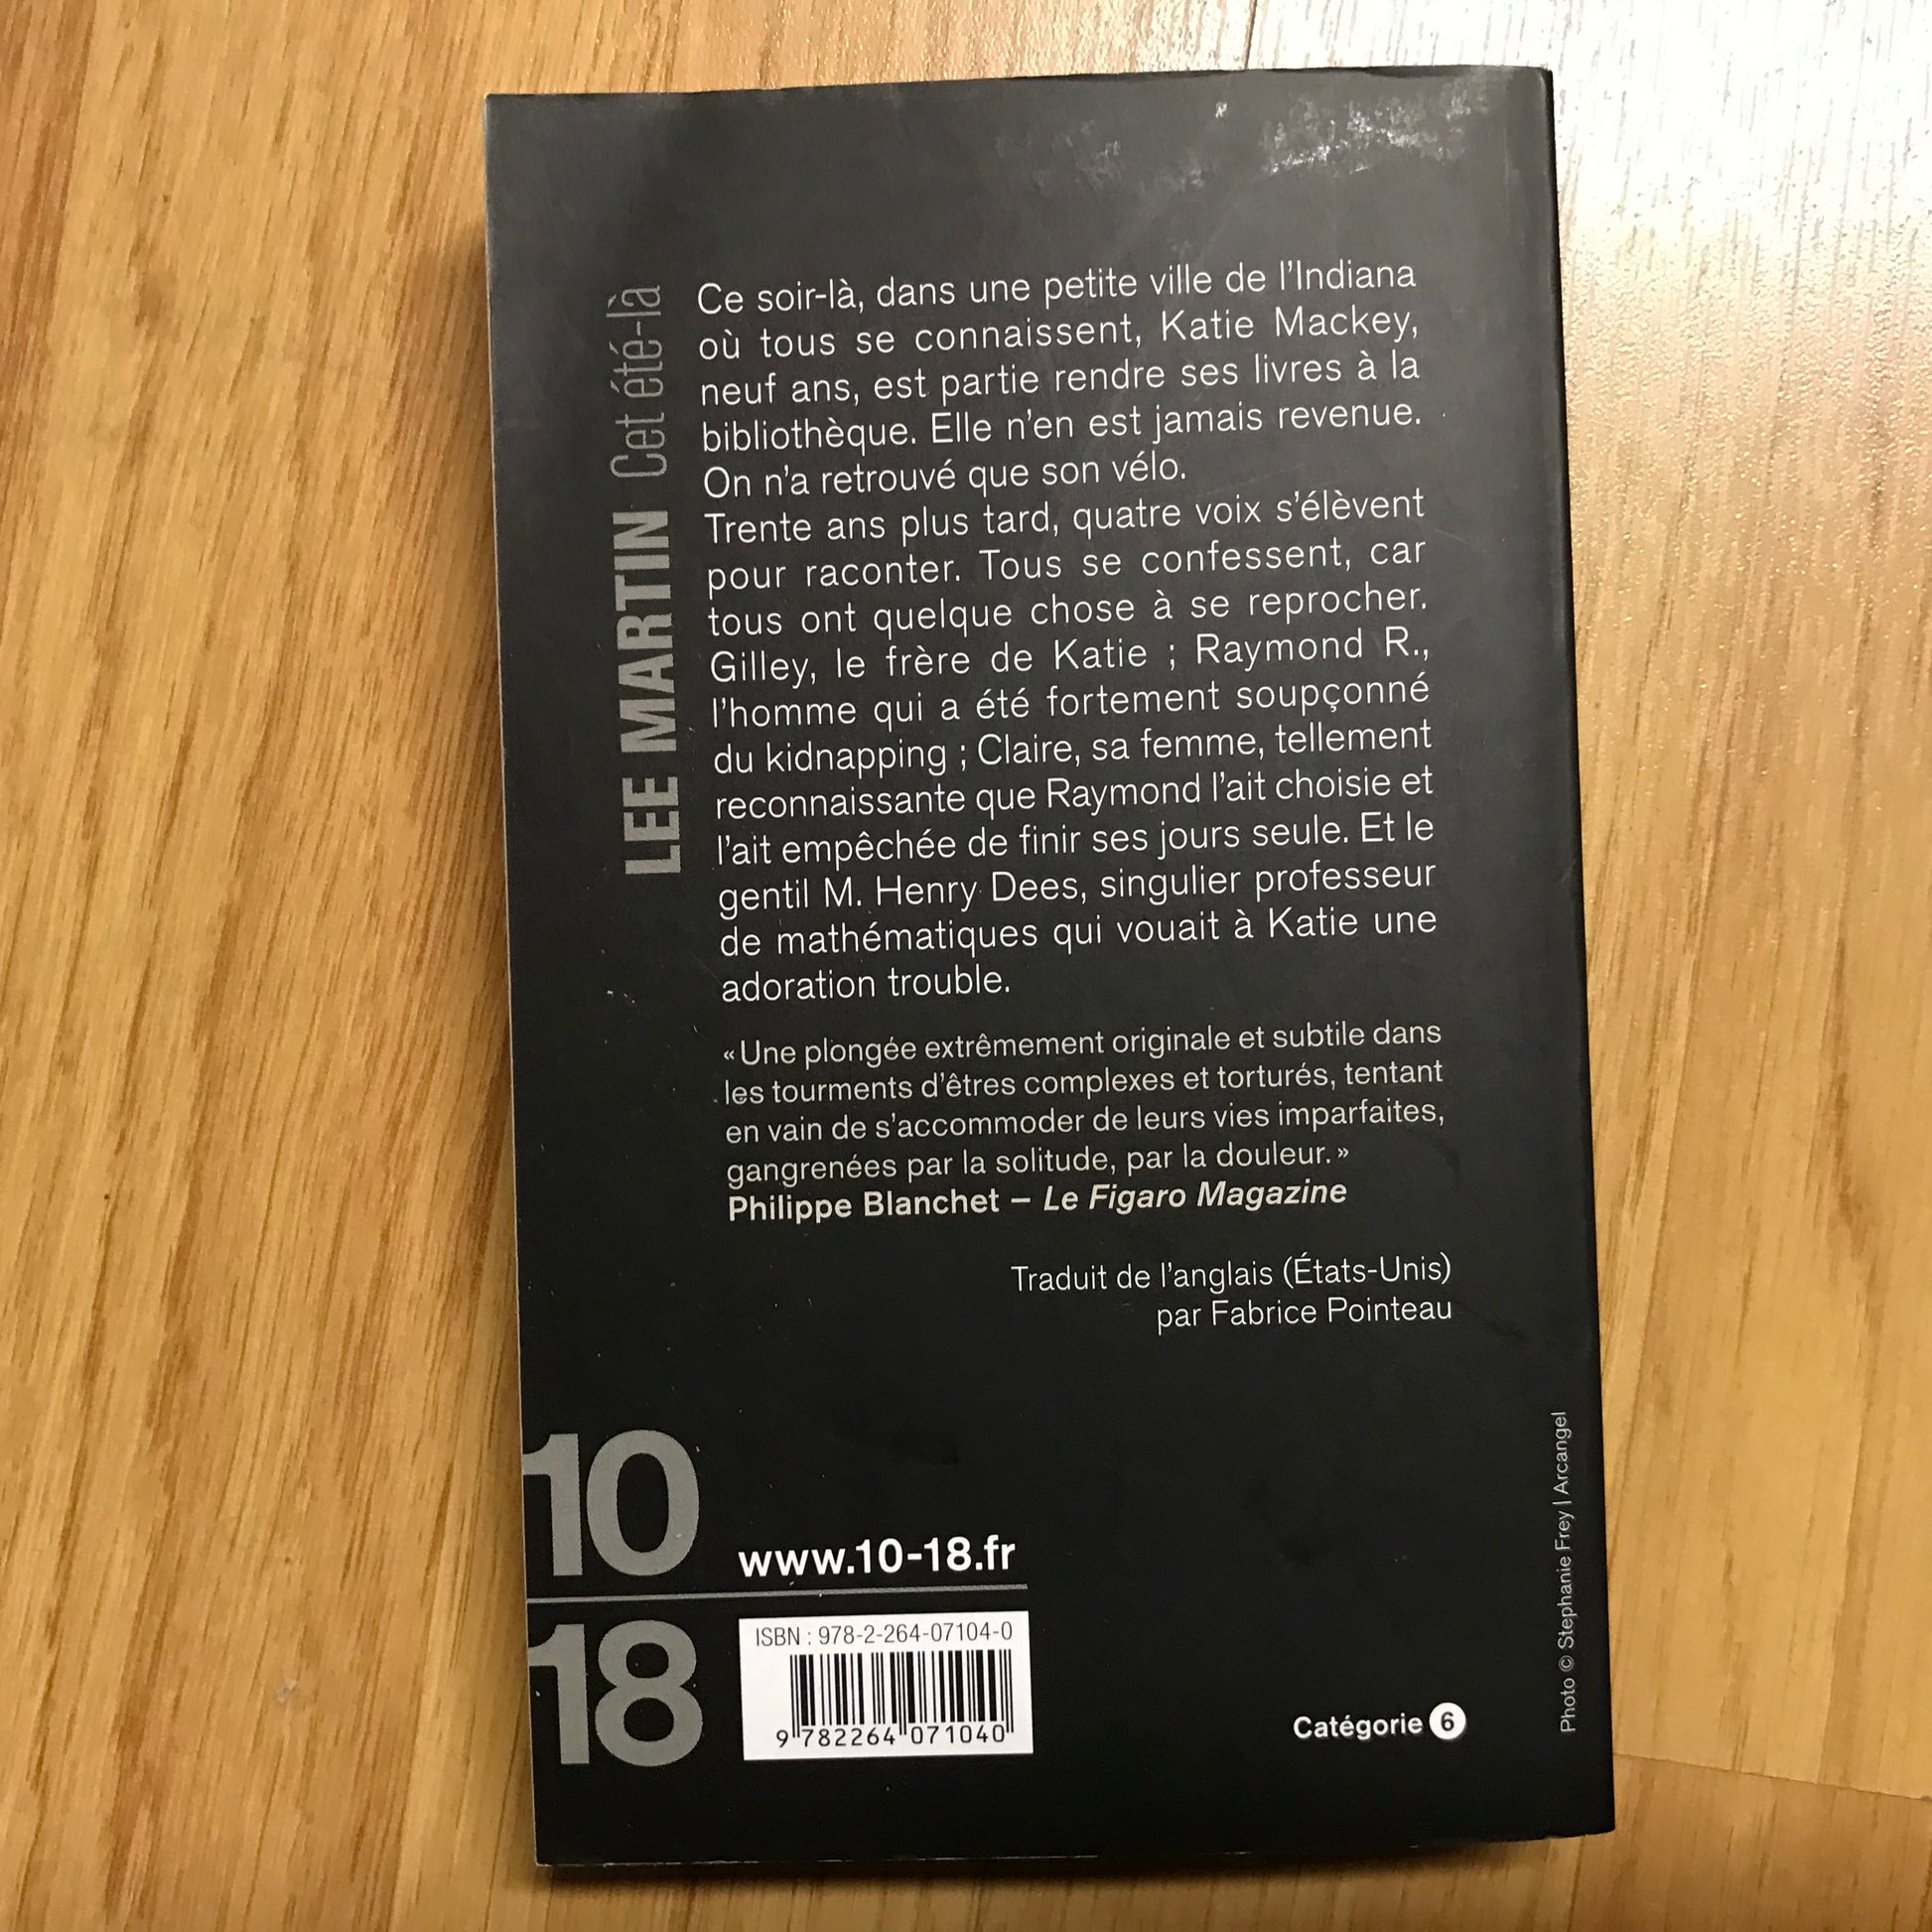 LEE MARTIN Cet été-là
Ce soir-là, dans une petite ville de l'Indiana
où tous se connaissent, Katie Mackey,
neuf ans, est partie rendre ses livres à la
bibliothèque. Elle n'en est jamais revenue.
On n'a retrouvé que son vélo.
Trente ans plus tard, quatre voix s'élèvent
pour raconter. Tous se confessent, car
tous ont quelque chose à se reprocher.
Gilley, le frère de Katie ; Raymond R.,
l'homme qui a été fortement soupçonné
du kidnapping ; Claire, sa femme, tellement
reconnaissante que Raymond l'ait choisie et
l'ait empêchée de finir ses jours seule. Et le
gentil M. Henry Dees, singulier professeur
de mathématiques qui vouait à Katie une
adoration trouble.
« Une plongée extrêmement originale et subtile dans
les tourments d'êtres complexes et torturés, tentant
en vain de s'accommoder de leurs vies imparfaites,
gangrenées par la solitude, par la douleur. »
Philippe Blanchet – Le Figaro Magazine
Traduit de l'anglais (États-Unis)
par Fabrice Pointeau
10
18
www.10-18.fr
ISBN : 978-2-264-07104-0
9 782264 071040
Catégorie 6
Photo © Stephanie Frey | Arcangel